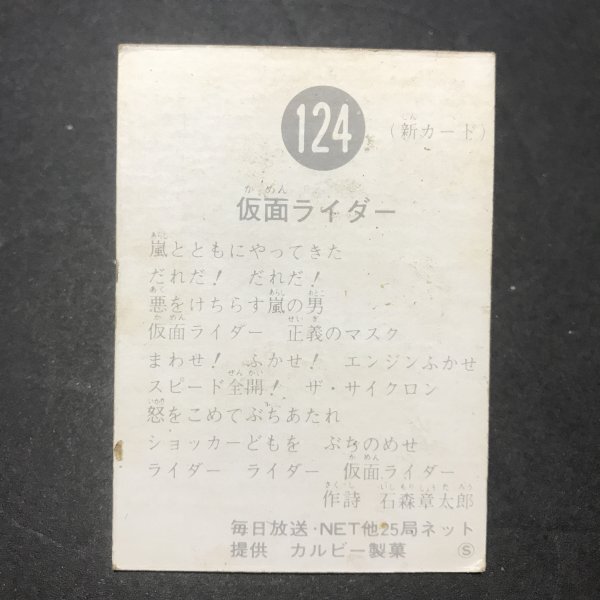 124
(新カード)
仮面ライダー
嵐とともにやってきた
だれだ! だれだ!
悪をけちらす嵐の男
仮面ライダー 正義のマスク
まわせ! ふかせ! エンジンふかせ
スピード全開! ザ・サイクロン
怒をこめてぶちあたれ
ショッカーどもを ぶちのめせ
ライダー ライダー 仮面ライダー
作詩 石森章太郎
毎日放送・NET他25局ネット
提供 カルビー製菓 Ⓢ